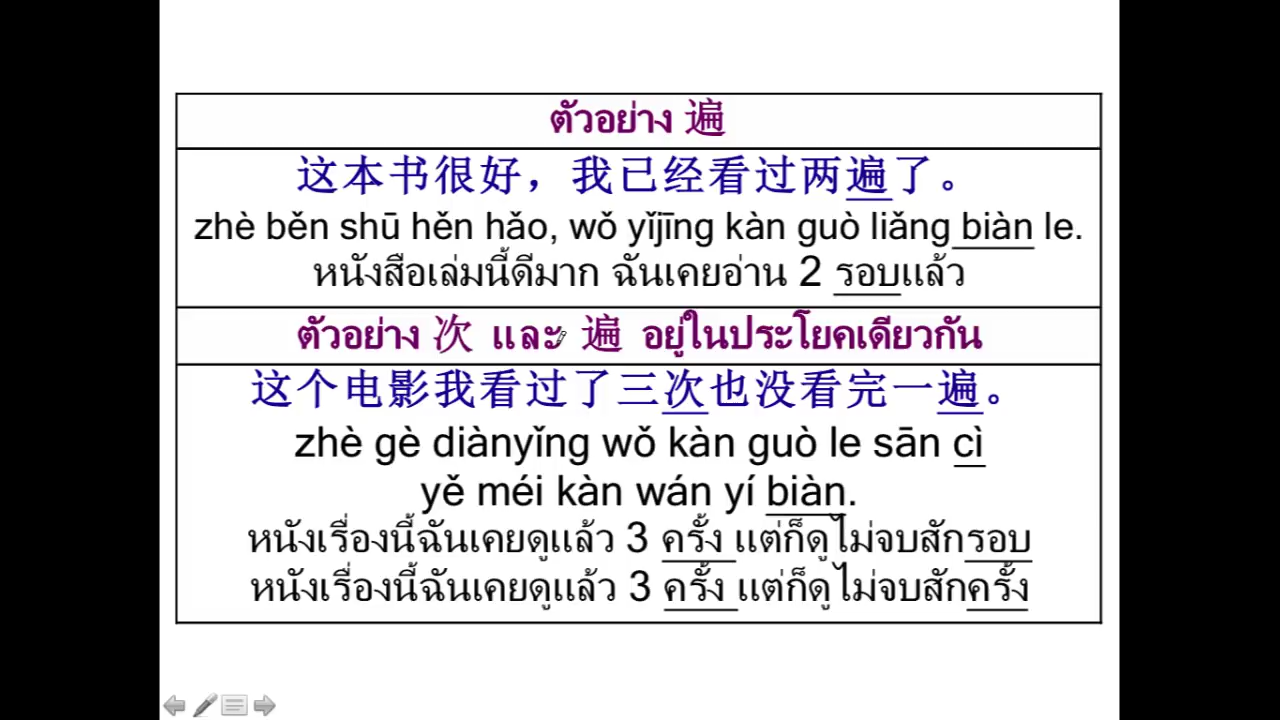 ตัวอย่าง 遍
这本书很好，我已经看过两遍了。
zhè běn shū hěn hǎo, wǒ yǐjīng kàn guò liǎng biàn le.
หนังสือเล่มนี้ดีมาก ฉันเคยอ่าน 2 รอบแล้ว
ตัวอย่าง 次 และ 遍 อยู่ในประโยคเดียวกัน
这个电影我看过了三次也没看完一遍。
zhè gè diànyǐng wǒ kàn guò le sān cì
yě méi kàn wán yí biàn.
หนังเรื่องนี้ฉันเคยดูแล้ว 3 ครั้ง แต่ก็ดูไม่จบสักรอบ
หนังเรื่องนี้ฉันเคยดูแล้ว 3 ครั้ง แต่ก็ดูไม่จบสักครั้ง